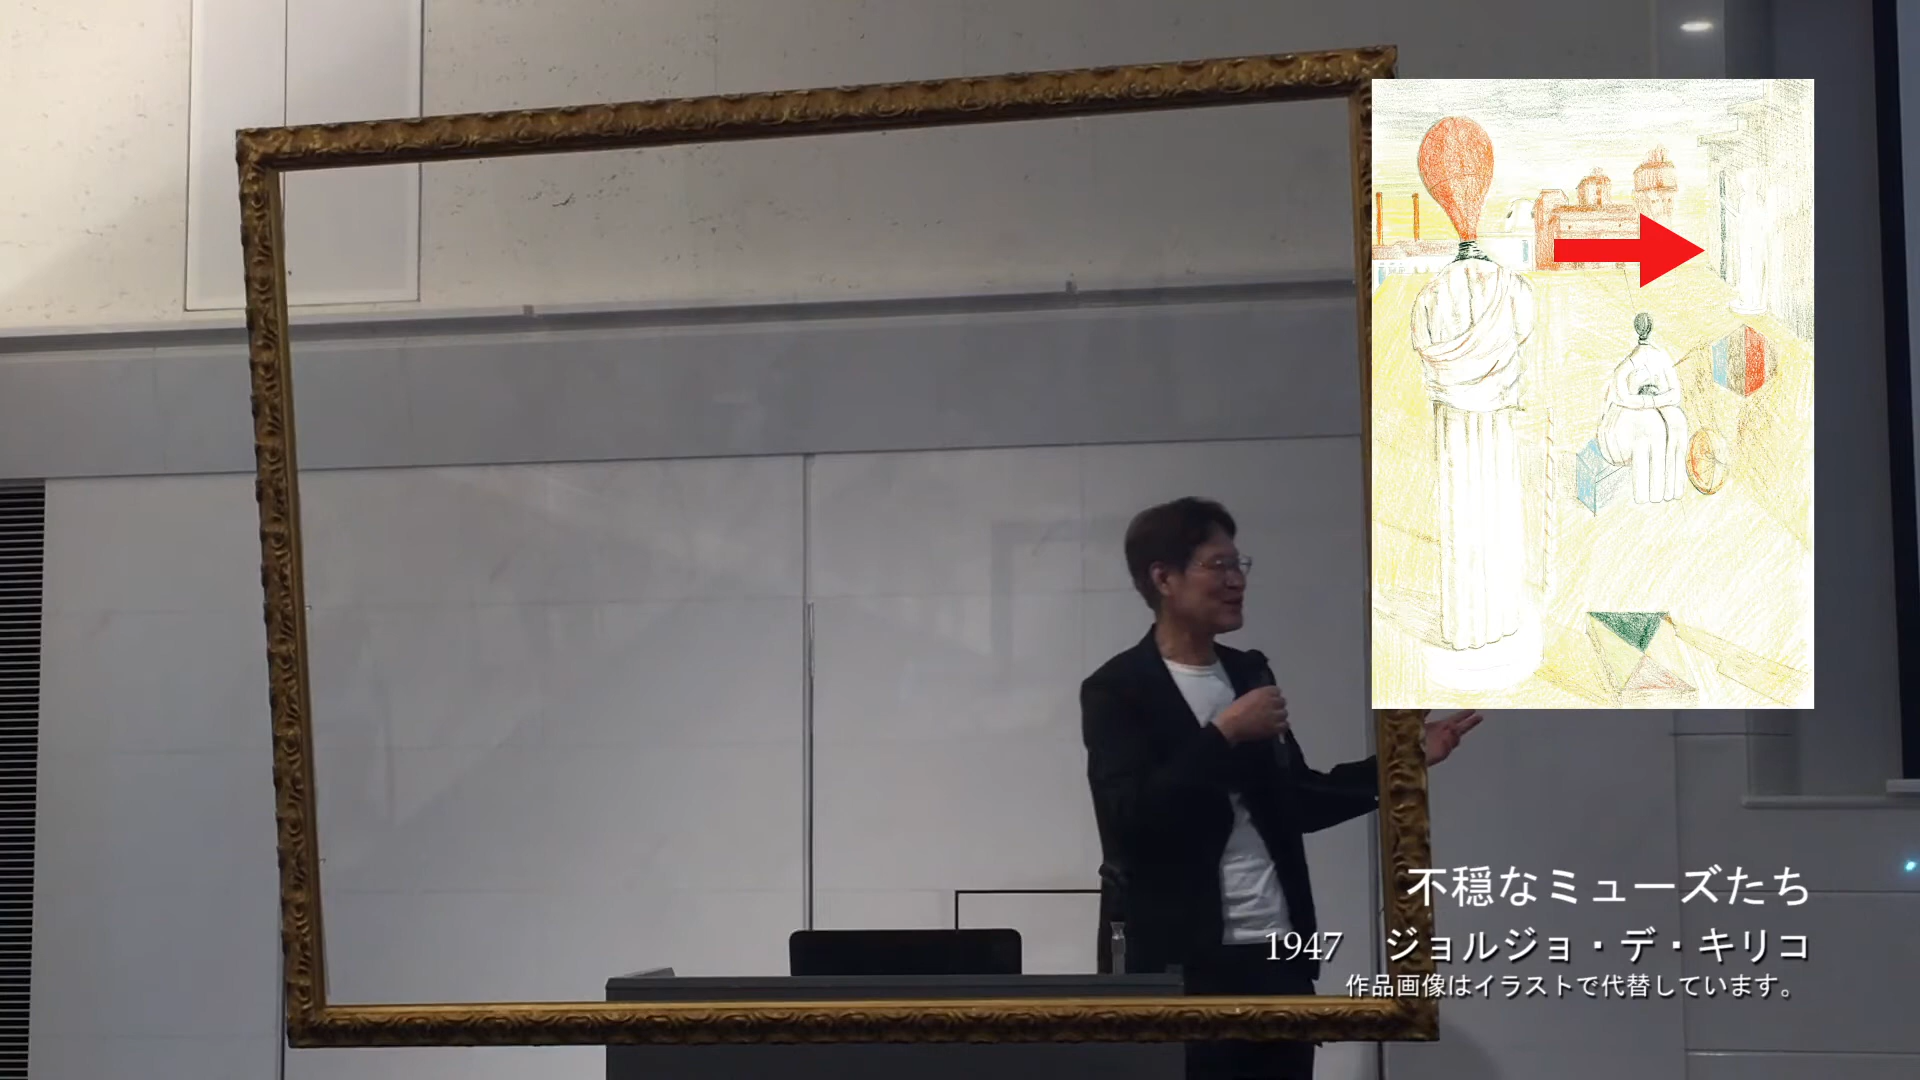 不穏なミューズたち
1947 ジョルジョ・デ・キリコ
作品画像はイラストで代替しています。